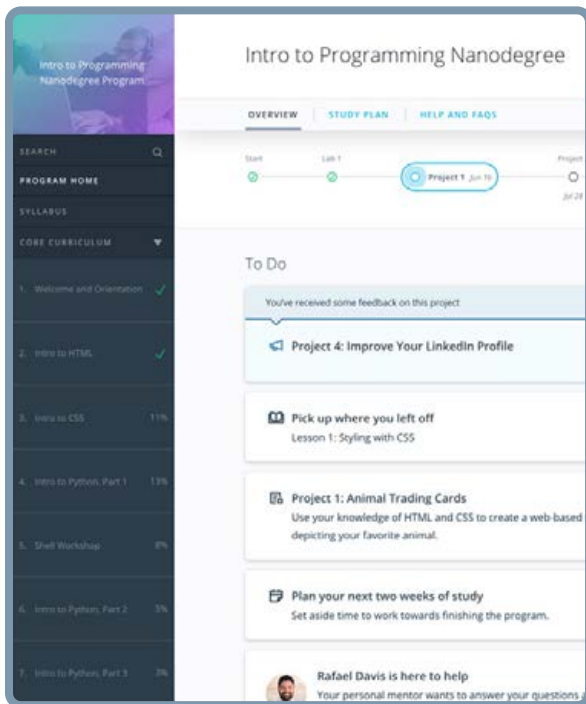 Intro to Programming
Nanodegree Program
SEARCH
PROGRAM HOME
SYLLABUS
CORE CURRICULUM
1. Welcome and Orientation
2. Intro to HTML
3. Intro to CSS 11%
4. Intro to Python, Part 1 13%
5. Shell Workshop 8%
6. Intro to Python, Part 2 5%
7. Intro to Python, Part 3 3%
Intro to Programming Nanodegree
OVERVIEW STUDY PLAN HELP AND FAQS
Start Lab 1 Project
Project 1
Jul 28
To Do
You've received some feedback on this project
Project 4: Improve Your LinkedIn Profile
Pick up where you left off
Lesson 1: Styling with CSS
Project 1: Animal Trading Cards
Use your knowledge of HTML and CSS to create a web-based
depicting your favorite animal.
Plan your next two weeks of study
Set aside time to work towards finishing the program.
Rafael Davis is here to help
Your personal mentor wants to answer your questions